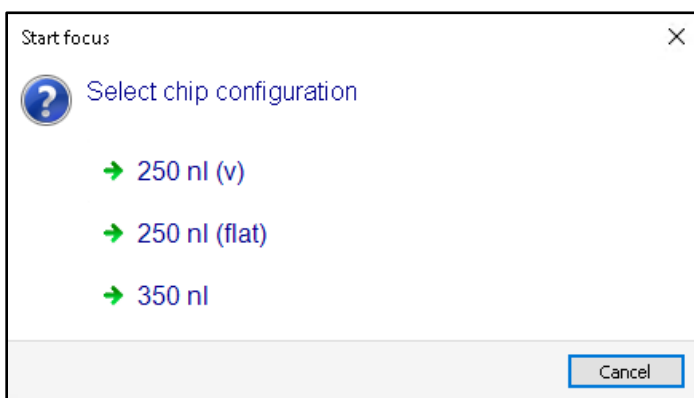 Start focus
Select chip configuration
250 nl (v)
250 nl (flat)
350 nl
Cancel